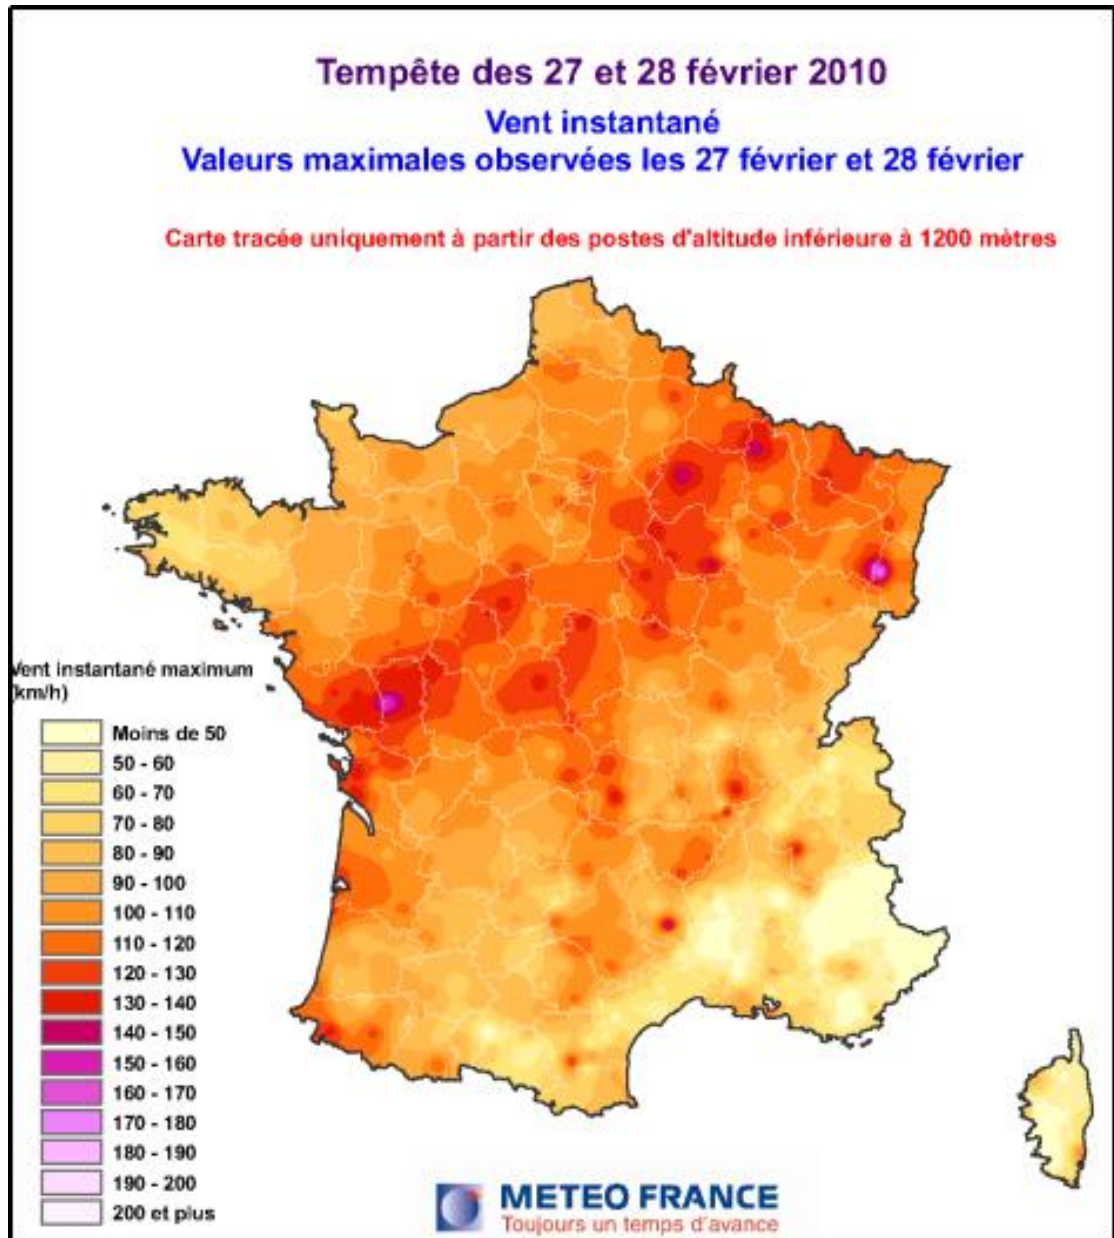 Tempête des 27 et 28 février 2010
Vent instantané
Valeurs maximales observées les 27 février et 28 février
Carte tracée uniquement à partir des postes d'altitude inférieure à 1200 mètres
Vent instantané maximum
(km/h)
Moins de 50
50 - 60
60 - 70
70 - 80
80 - 90
90 - 100
100 - 110
110 - 120
120 - 130
130 - 140
140 - 150
150 - 160
160 - 170
170 - 180
180 - 190
190 - 200
200 et plus
METEO FRANCE
Toujours un temps d'avance